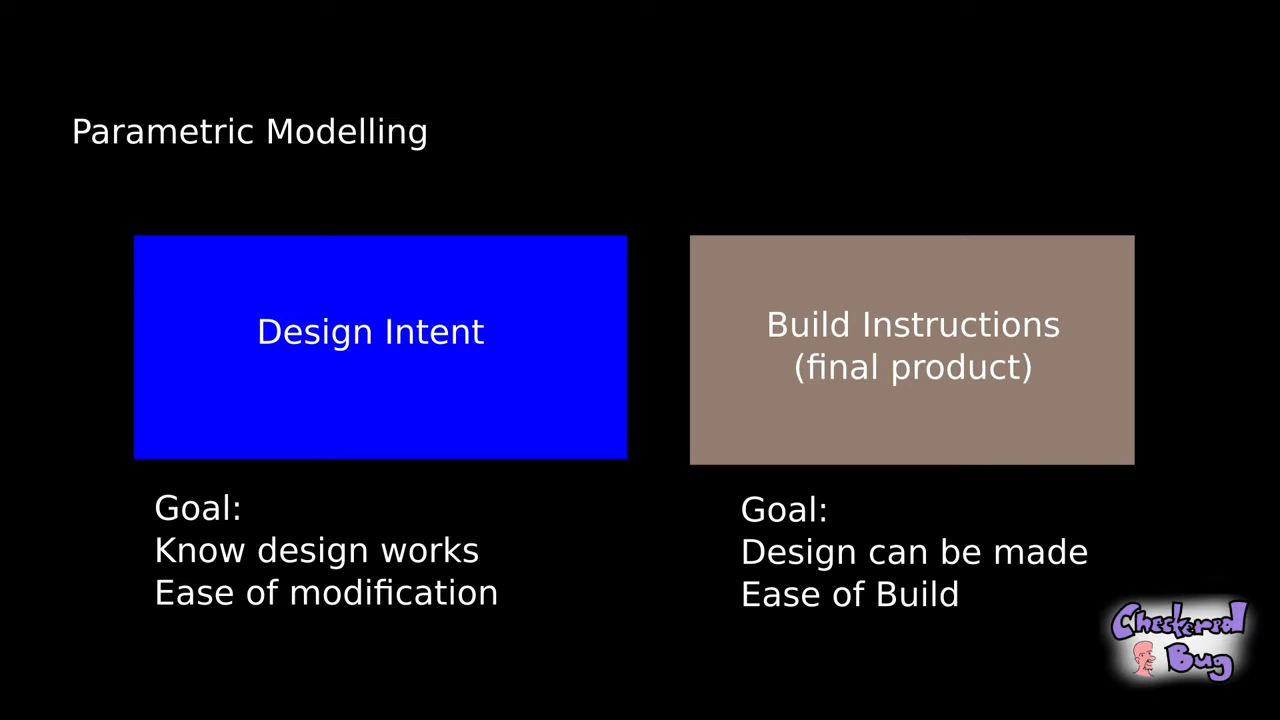 Parametric Modelling
Design Intent
Build Instructions
(final product)
Goal:
Know design works
Ease of modification
Goal:
Design can be made
Ease of Build
Checkered
Bug